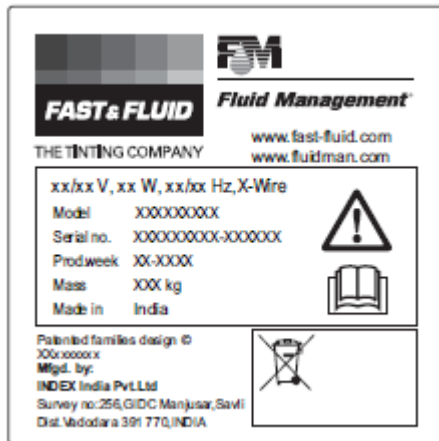 FM
FAST & FLUID
Fluid Management
THE TINTING COMPANY
www.fast-fluid.com
www.fluidman.com
xx/xx V, xx W, xx/xx Hz,X-Wire
Model XXXXXXXXX
Serial no. XXXXXXXXXX-XXXXXX
Prod.week XX-XXXX
Mass XXX kg
Made in India
Patented families design ©
XXxxxxxxx
Mfgd. by:
INDEX India Pvt.Ltd
Survey no:256,GIDC Manjusar,Savli
Dist.Vadodara 391 770,INDIA